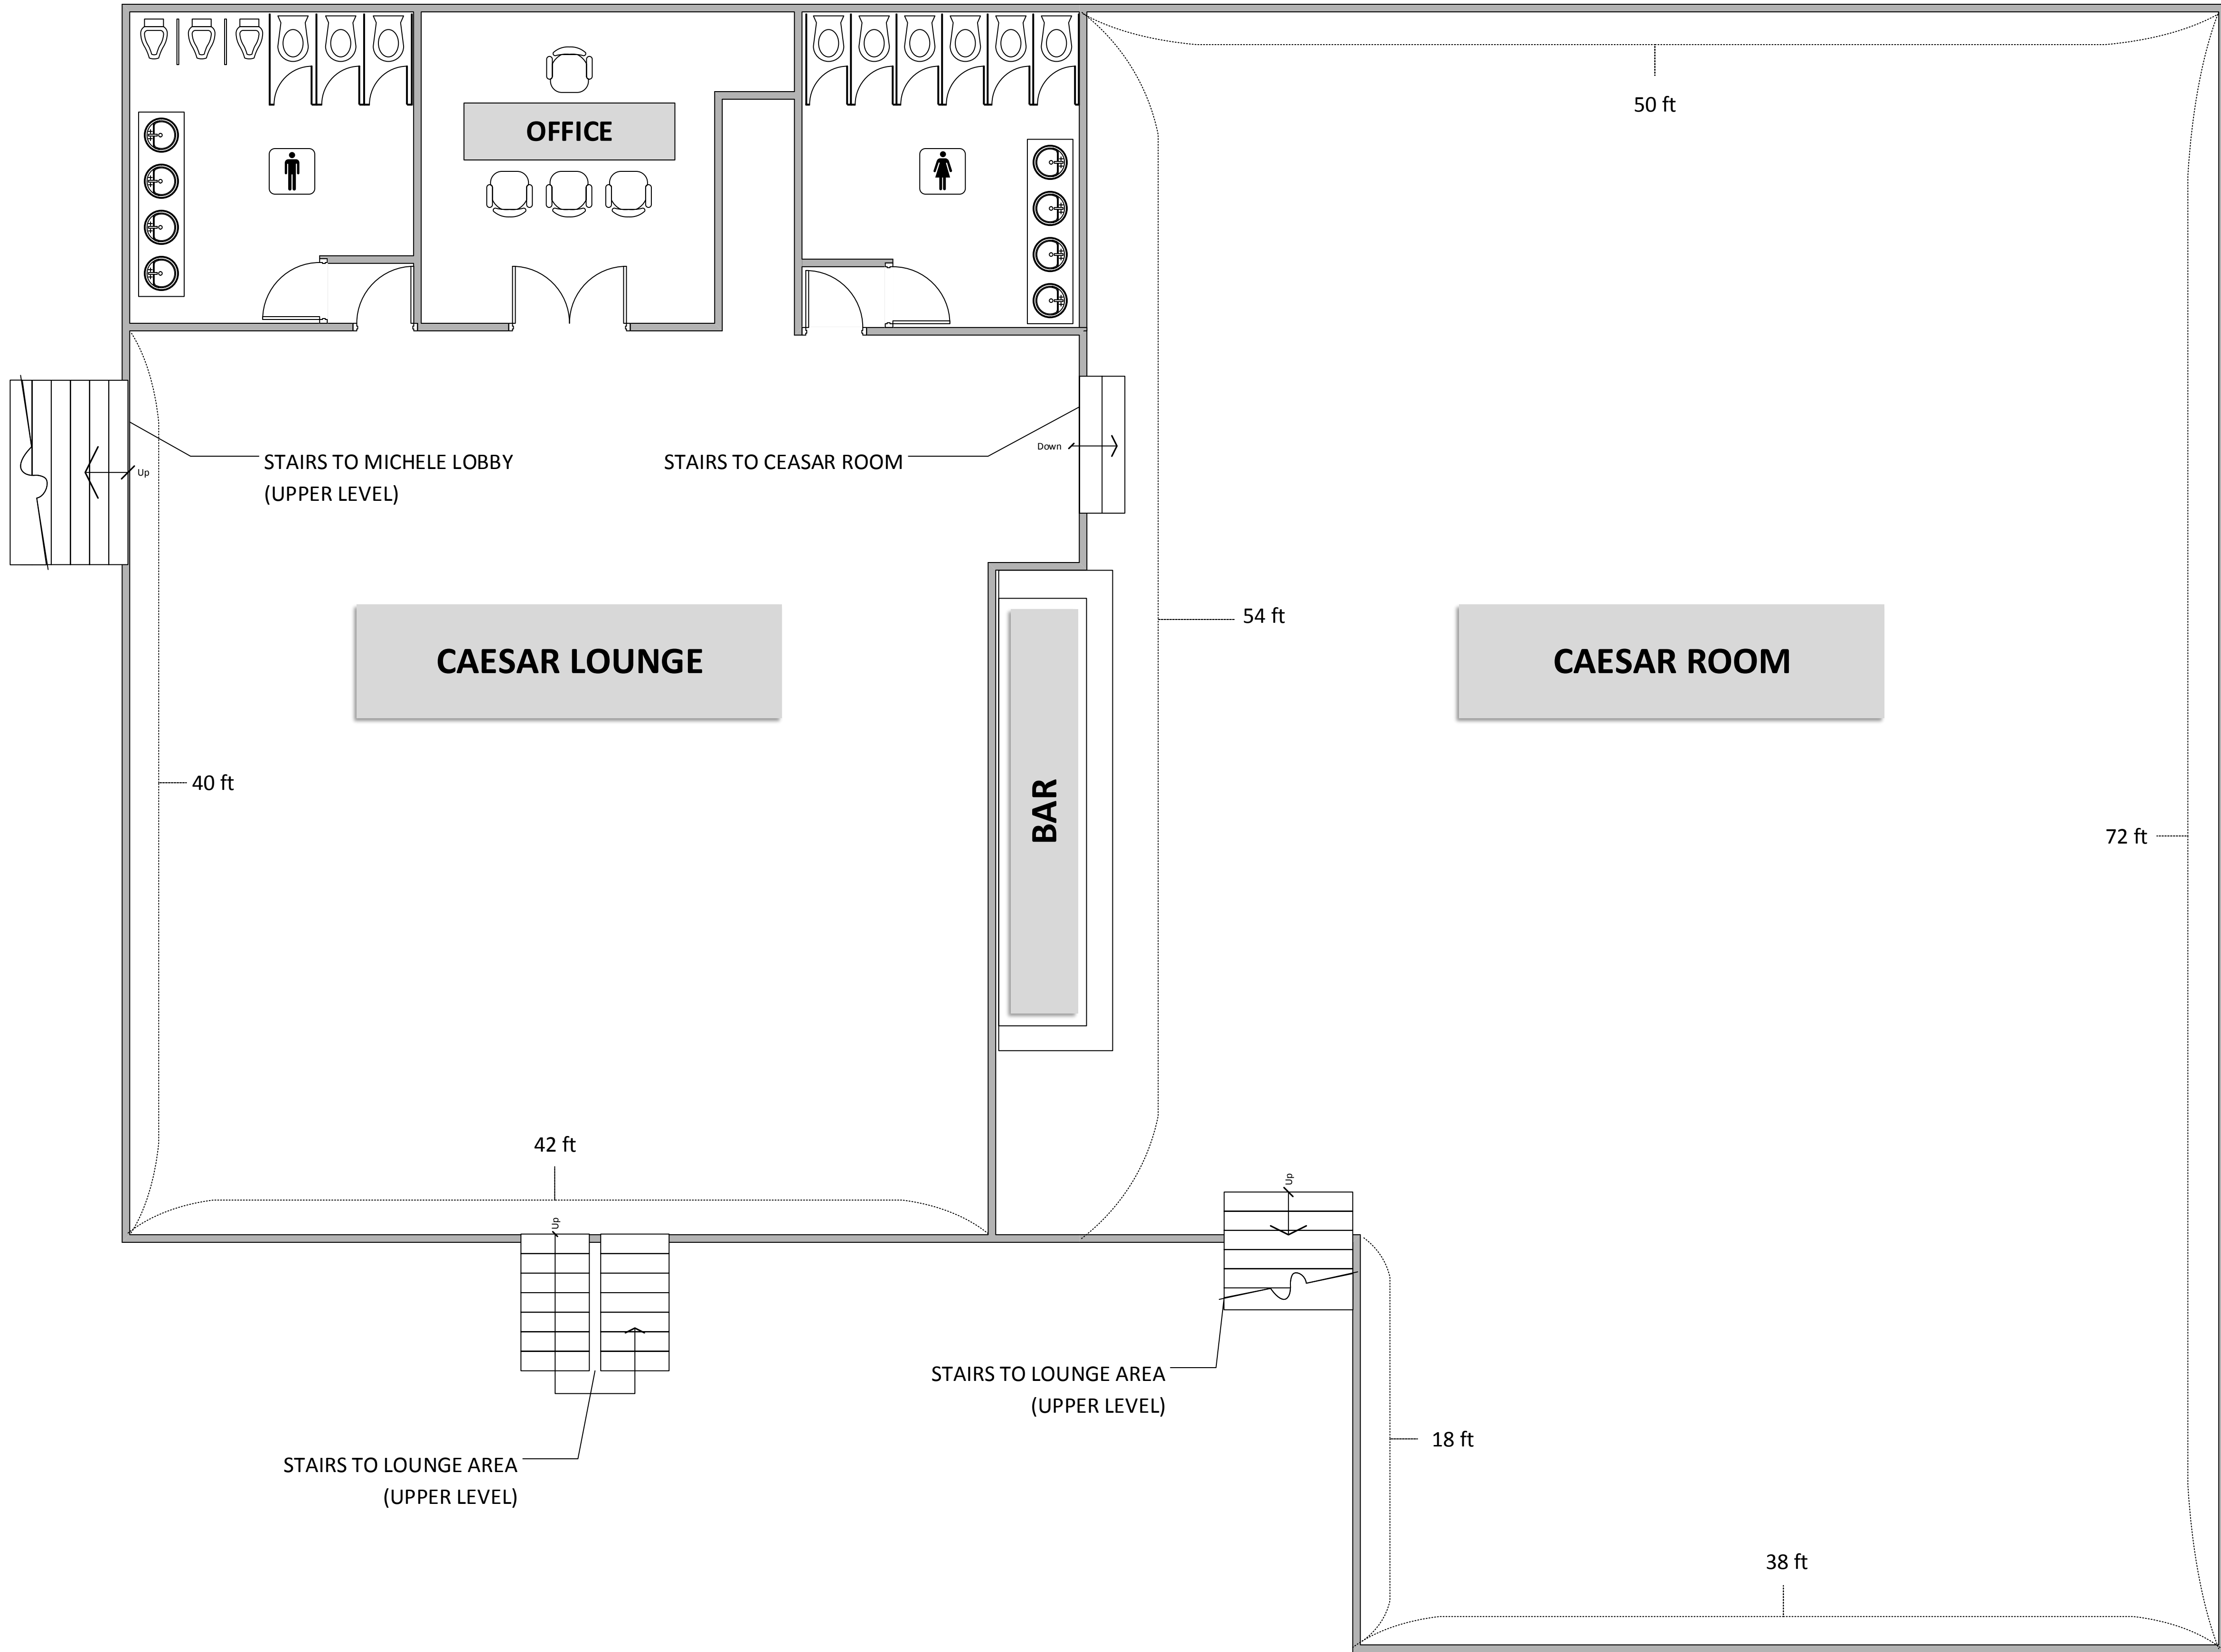 50 ft
OFFICE
STAIRS TO MICHELE LOBBY
(UPPER LEVEL)
Up
STAIRS TO CEASAR ROOM
Down
54 ft
CAESAR LOUNGE
CAESAR ROOM
BAR
40 ft
72 ft
42 ft
Up
Up
STAIRS TO LOUNGE AREA
(UPPER LEVEL)
18 ft
STAIRS TO LOUNGE AREA
(UPPER LEVEL)
38 ft